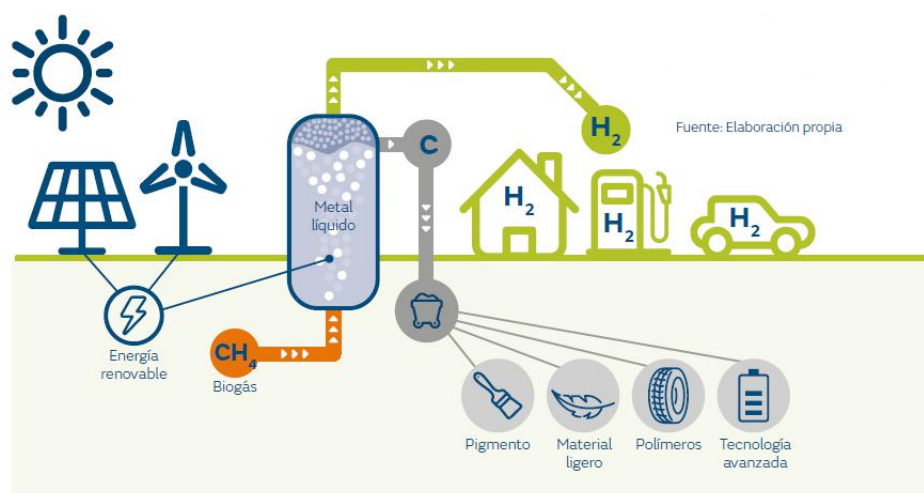 H2
Fuente: Elaboración propia
C
Metal
líquido
H2
H2
H2
Energía
renovable
CH4
Biogás
Pigmento
Material
ligero
Polímeros
Tecnología
avanzada